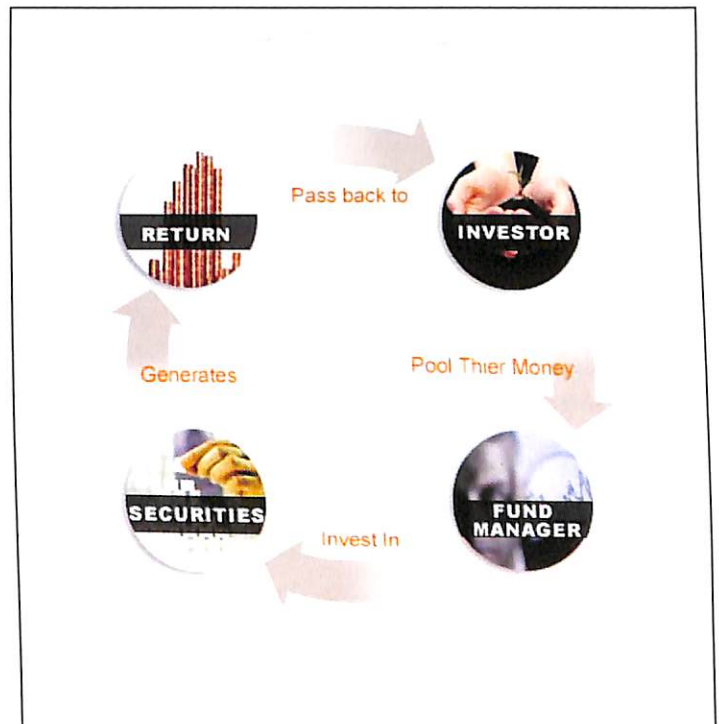 Pass back to
RETURN
INVESTOR
Generates
Pool Thier Money
SECURITIES
FUND
MANAGER
Invest In